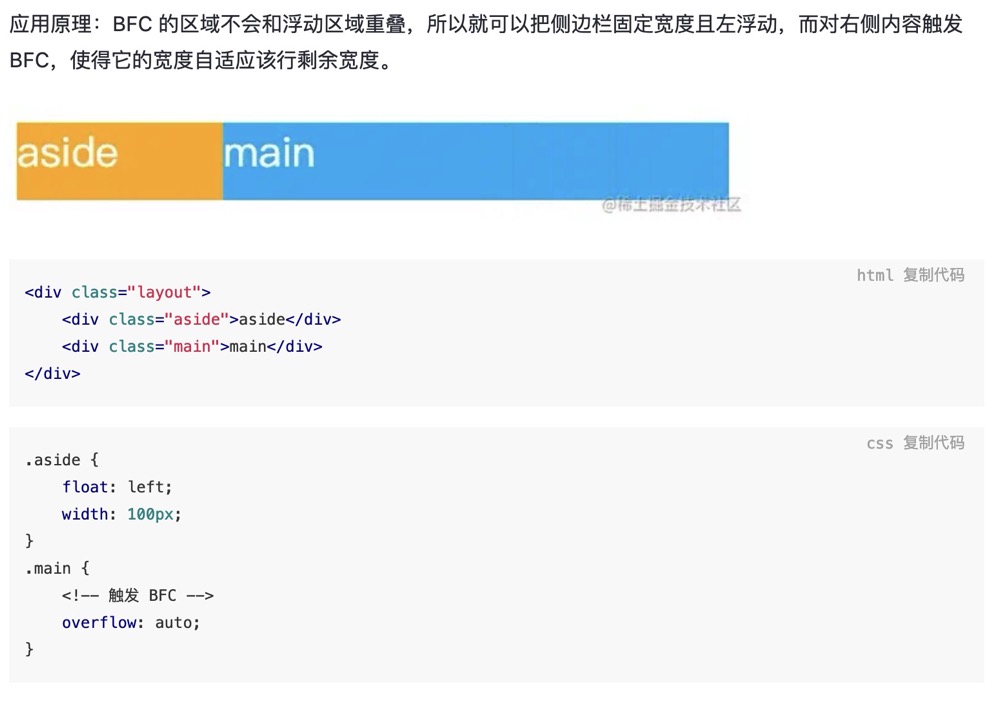 应用原理：BFC 的区域不会和浮动区域重叠，所以就可以把侧边栏固定宽度且左浮动，而对右侧内容触发
BFC，使得它的宽度自适应该行剩余宽度。
aside main
@稀土掘金技术社区
html 复制代码
<div class="layout">
    <div class="aside">aside</div>
    <div class="main">main</div>
</div>
css 复制代码
.aside {
    float: left;
    width: 100px;
}
.main {
    <!-- 触发 BFC -->
    overflow: auto;
}